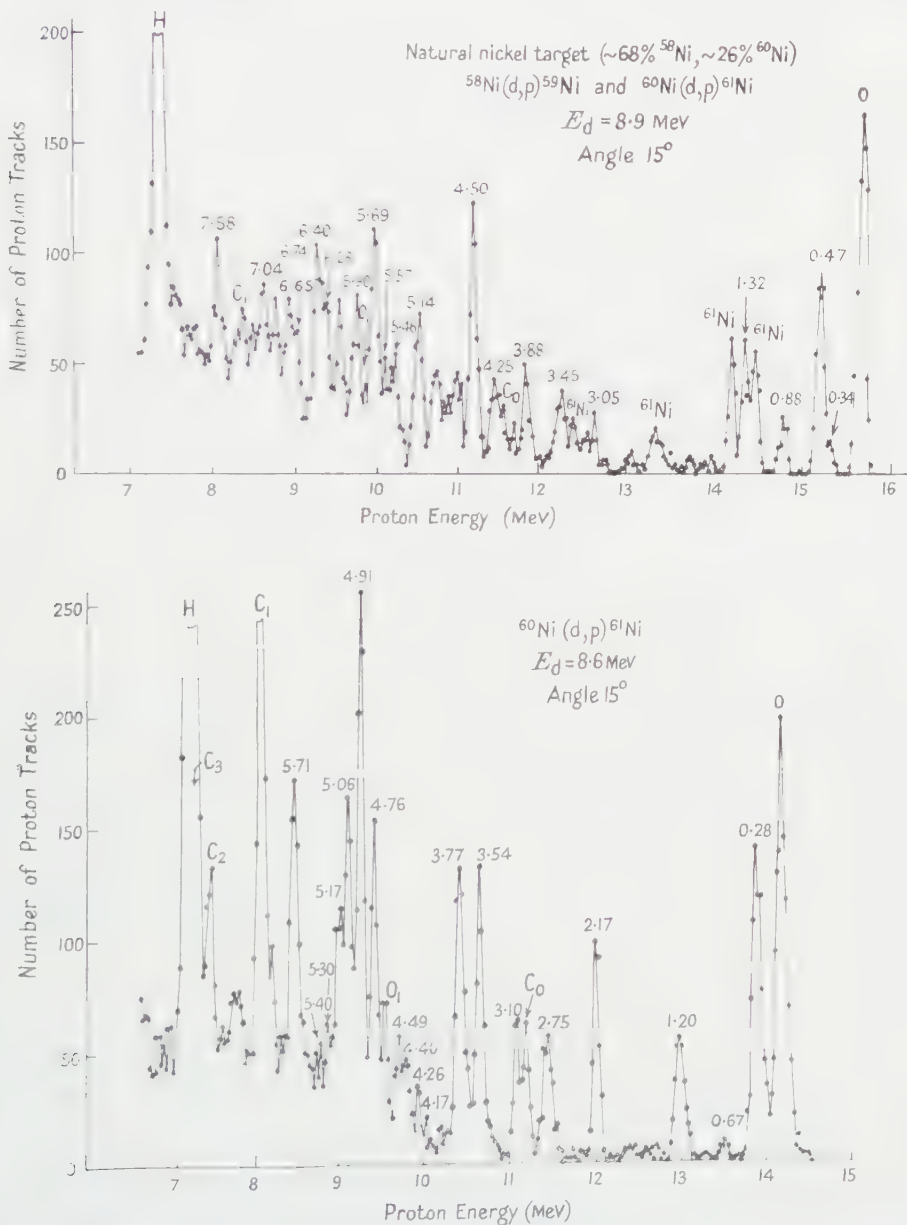 Natural nickel target (~68% ⁵⁸Ni, ~26% ⁶⁰Ni)
⁵⁸Ni(d,p)⁵⁹Ni and ⁶⁰Ni(d,p)⁶¹Ni
E_d = 8·9 MeV
Angle 15°
Number of Proton Tracks
200
150
100
50
0
H
7·58
C₁
7·04
6·65
6·74
6·40
5·69
5·57
5·46
5·14
4·50
4·25
C₀
3·88
3·45
⁶¹Ni
3·05
⁶¹Ni
⁶¹Ni
1·32
⁶¹Ni
0·88
0·47
0·34
O
7 8 9 10 11 12 13 14 15 16
Proton Energy (MeV)
⁶⁰Ni (d,p) ⁶¹Ni
E_d = 8·6 MeV
Angle 15°
Number of Proton Tracks
250
200
150
100
50
0
H
C₃
C₂
C₁
5·71
5·40
5·30
5·17
5·06
4·91
4·76
O₁
4·49
4·26
4·17
3·77
3·54
3·10
C₀
2·75
2·17
1·20
0·67
0·28
O
7 8 9 10 11 12 13 14 15
Proton Energy (MeV)